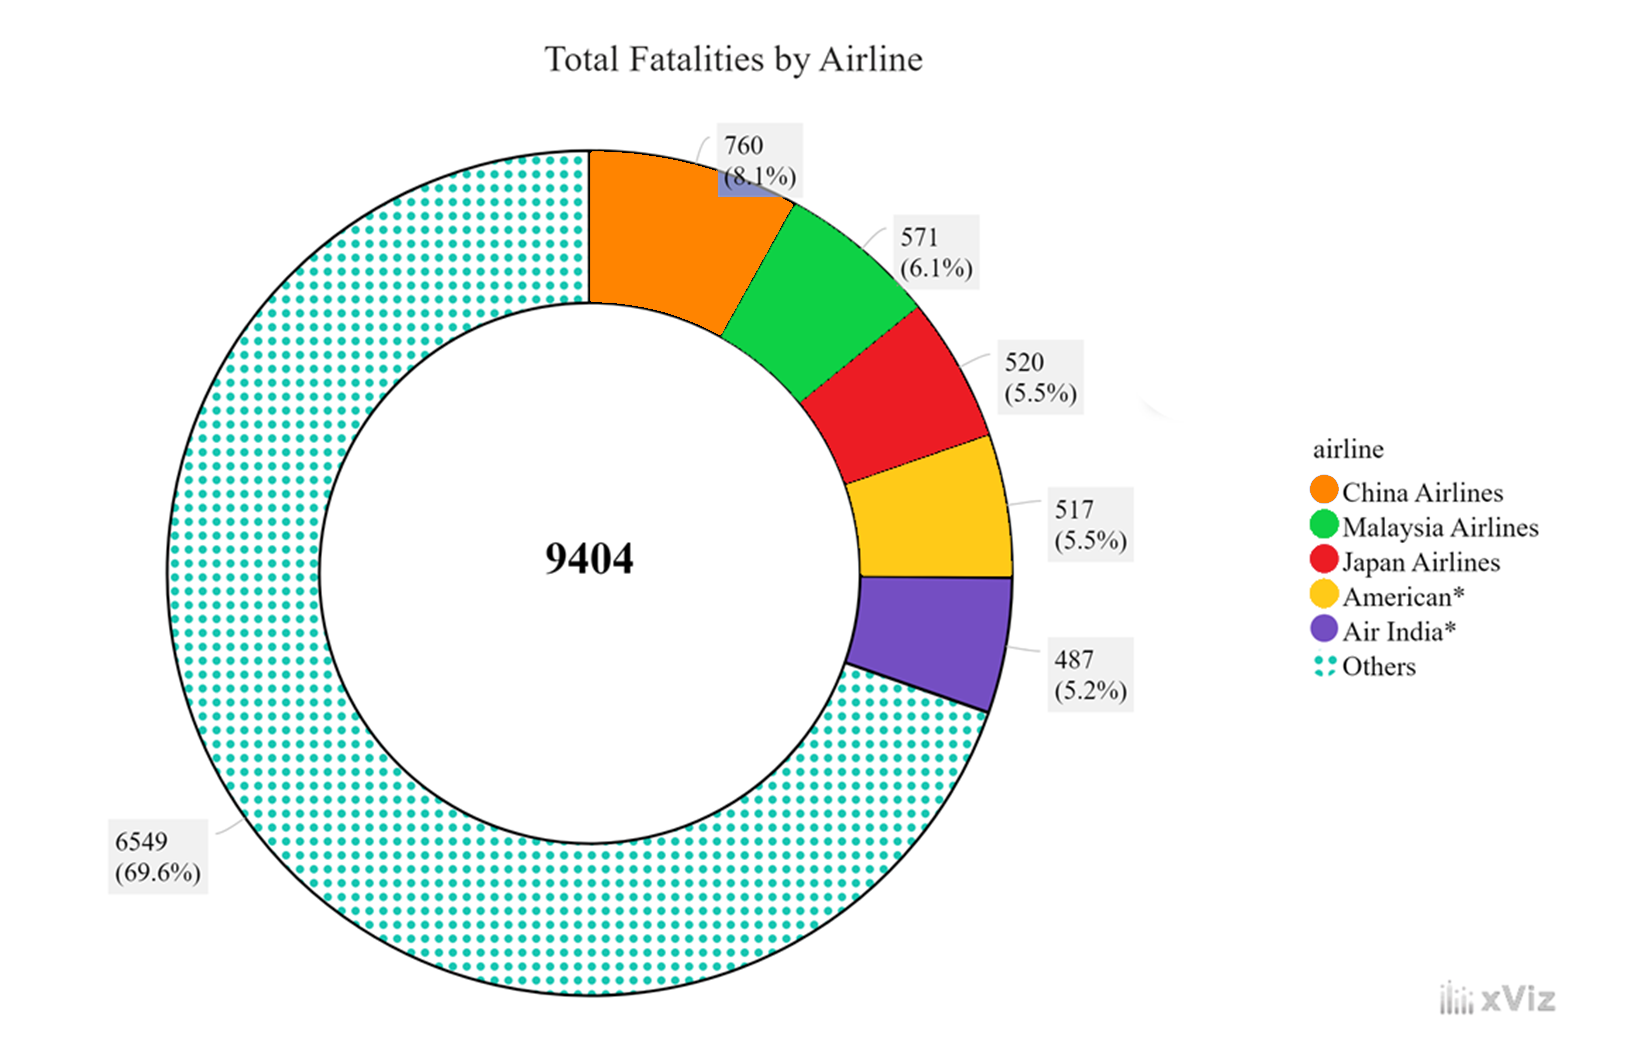 Total Fatalities by Airline
760
(8.1%)
571
(6.1%)
520
(5.5%)
517
(5.5%)
487
(5.2%)
6549
(69.6%)
9404
airline
China Airlines
Malaysia Airlines
Japan Airlines
American*
Air India*
Others
xViz